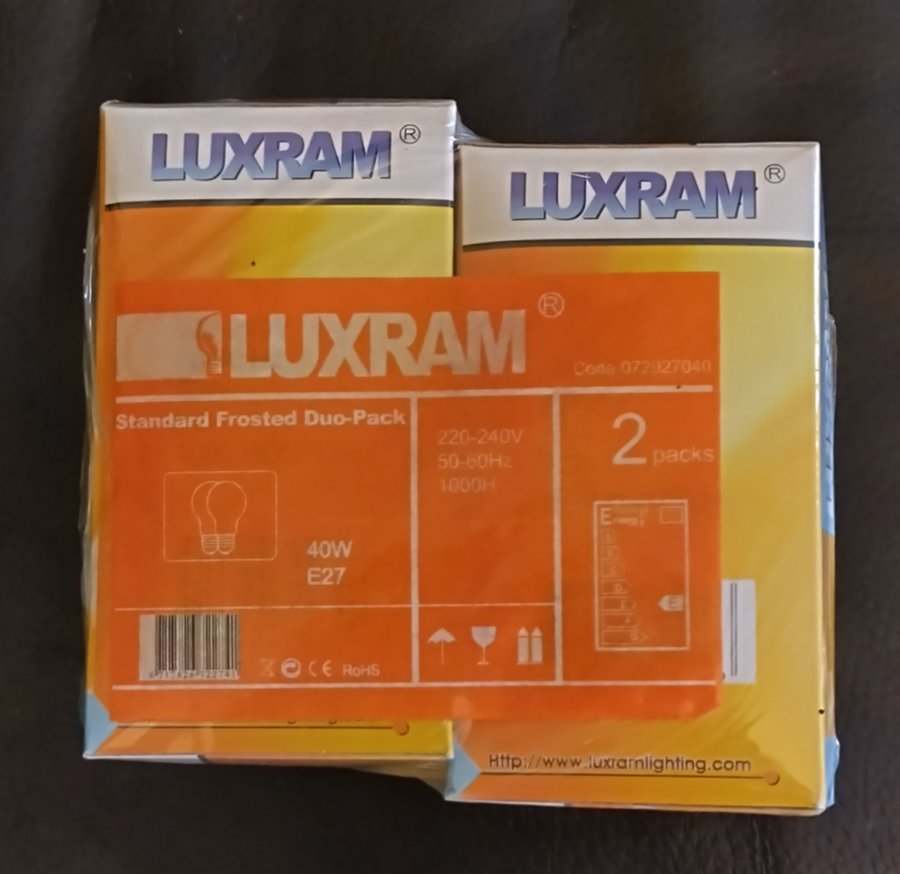 LUXRAM®
LUXRAM®
LUXRAM®
Code 072027040
Standard Frosted Duo-Pack
220-240V
50-60Hz
1000H
2 packs
40W
E27
Energy
A
B
C
D
E
F
G
CE RoHS
Http://www.luxramlighting.com